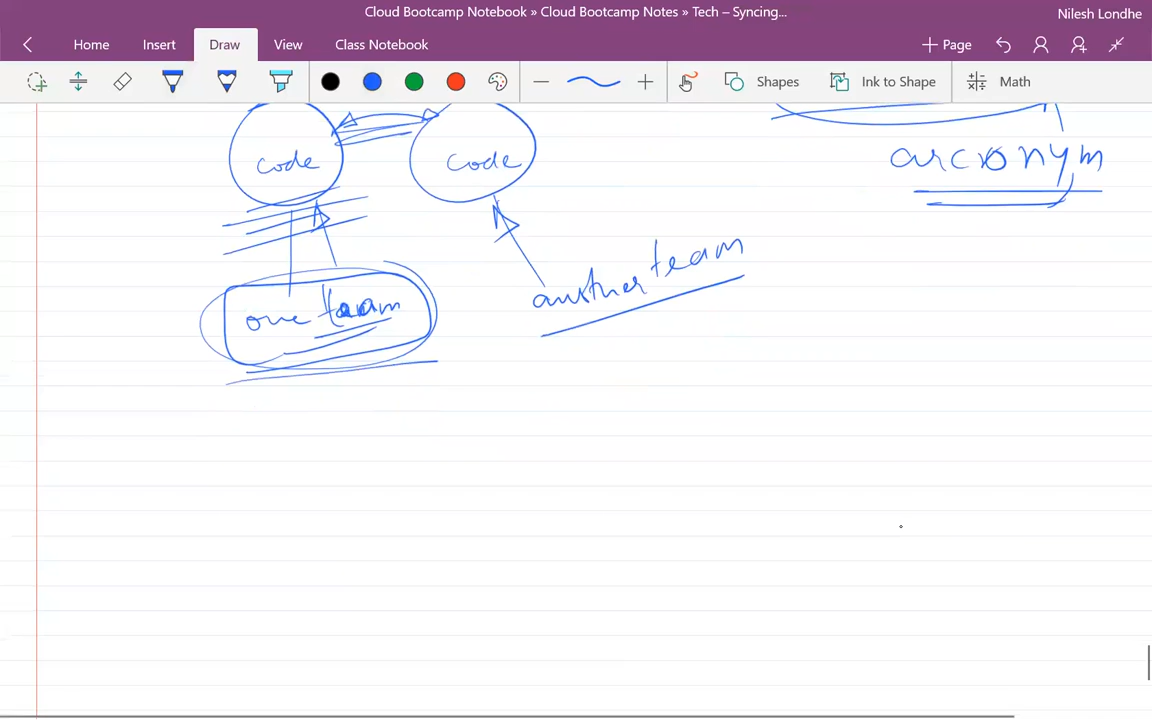 Cloud Bootcamp Notebook » Cloud Bootcamp Notes » Tech – Syncing...
Nilesh Londhe
Home Insert Draw View Class Notebook
Page
Shapes Ink to Shape Math
code code
arcronym
one team
another team